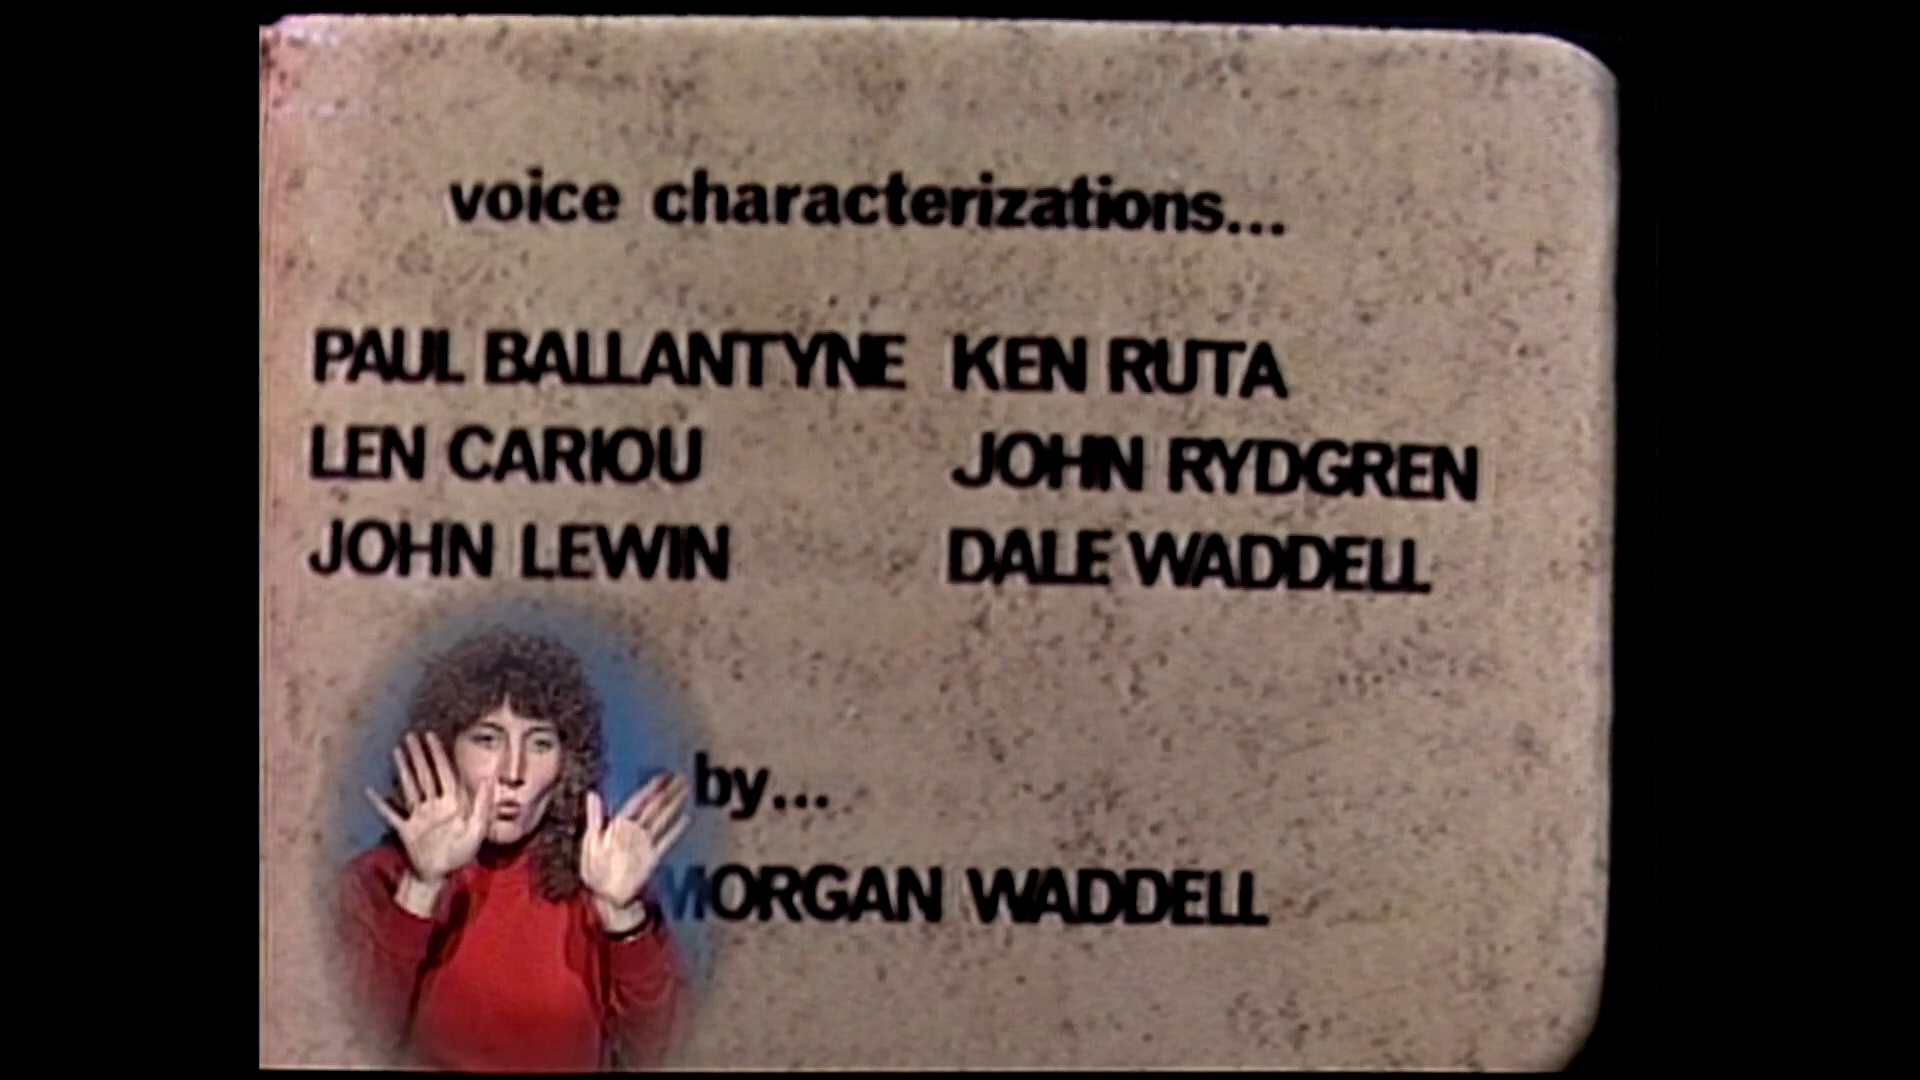 voice characterizations...
PAUL BALLANTYNE KEN RUTA
LEN CARIOU JOHN RYDGREN
JOHN LEWIN DALE WADDELL
by...
MORGAN WADDELL